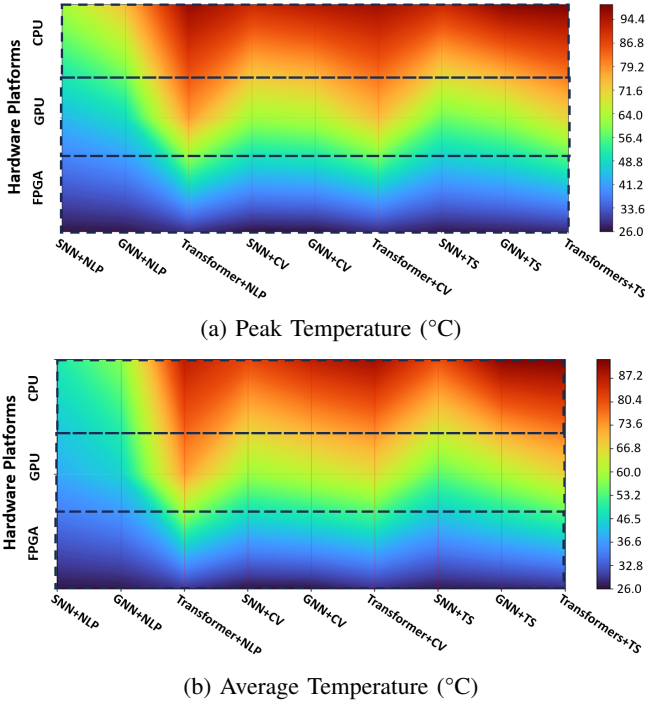 Hardware Platforms
CPU
GPU
FPGA
94.4
86.8
79.2
71.6
64.0
56.4
48.8
41.2
33.6
26.0
SNN+NLP
GNN+NLP
Transformer+NLP
SNN+CV
GNN+CV
Transformer+CV
SNN+TS
GNN+TS
Transformers+TS
(a) Peak Temperature (°C)
Hardware Platforms
CPU
GPU
FPGA
87.2
80.4
73.6
66.8
60.0
53.2
46.5
36.6
32.8
26.0
SNN+NLP
GNN+NLP
Transformer+NLP
SNN+CV
GNN+CV
Transformer+CV
SNN+TS
GNN+TS
Transformers+TS
(b) Average Temperature (°C)